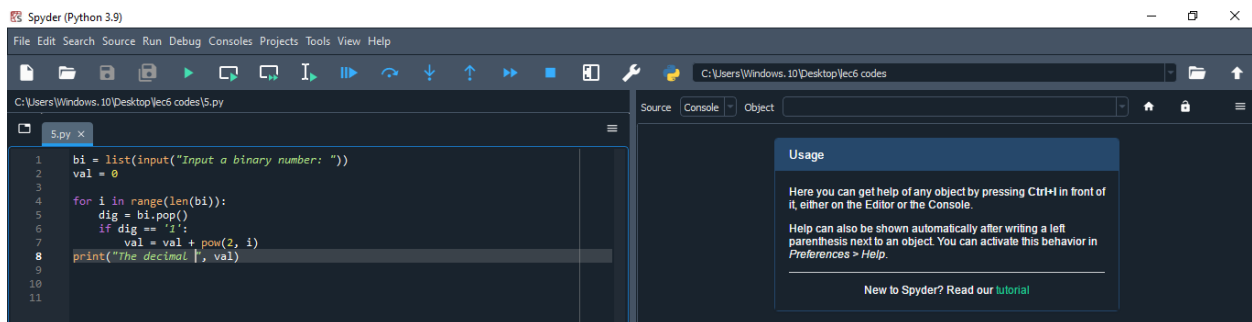 Spyder (Python 3.9)
File Edit Search Source Run Debug Consoles Projects Tools View Help
C:\Users\Windows.10\Desktop\lec6 codes
C:\Users\Windows.10\Desktop\lec6 codes\5.py
Source Console Object
5.py
1 bi = list(input("Input a binary number: "))
2 val = 0
3
4 for i in range(len(bi)):
5     dig = bi.pop()
6     if dig == '1':
7         val = val + pow(2, i)
8 print("The decimal ", val)
9
10
11
Usage
Here you can get help of any object by pressing Ctrl+I in front of
it, either on the Editor or the Console.
Help can also be shown automatically after writing a left
parenthesis next to an object. You can activate this behavior in
Preferences > Help.
New to Spyder? Read our tutorial